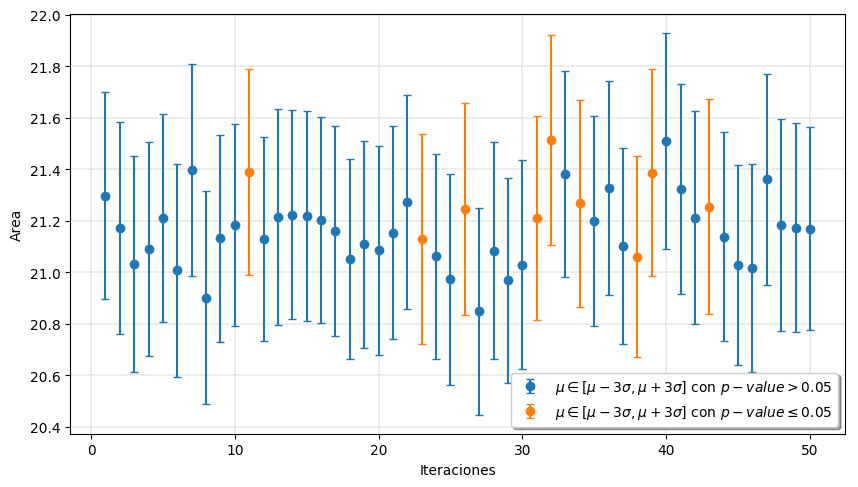 22.0
21.8
21.6
21.4
21.2
21.0
20.8
20.6
20.4
Area
μ ∈ [μ − 3σ, μ + 3σ] con p − value > 0.05
μ ∈ [μ − 3σ, μ + 3σ] con p − value ≤ 0.05
0 10 20 30 40 50
Iteraciones